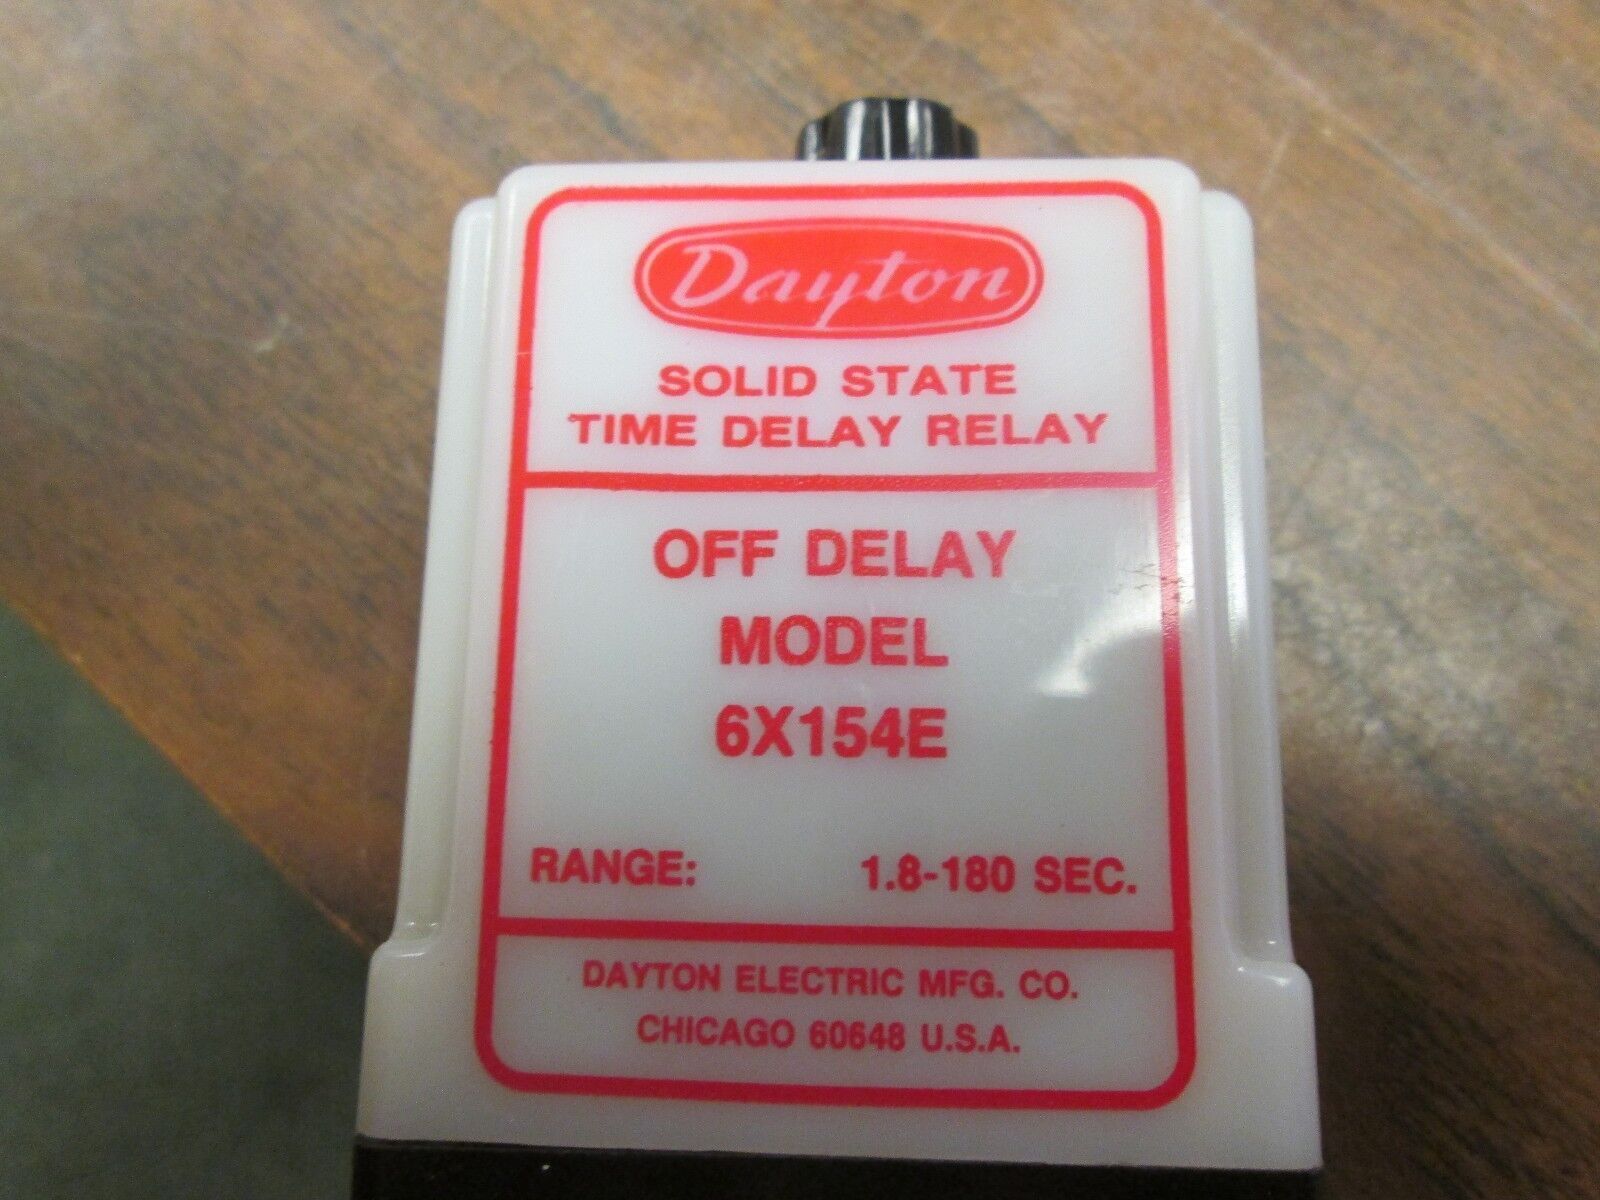 Dayton
SOLID STATE
TIME DELAY RELAY
OFF DELAY
MODEL
6X154E
RANGE: 1.8-180 SEC.
DAYTON ELECTRIC MFG. CO.
CHICAGO 60648 U.S.A.